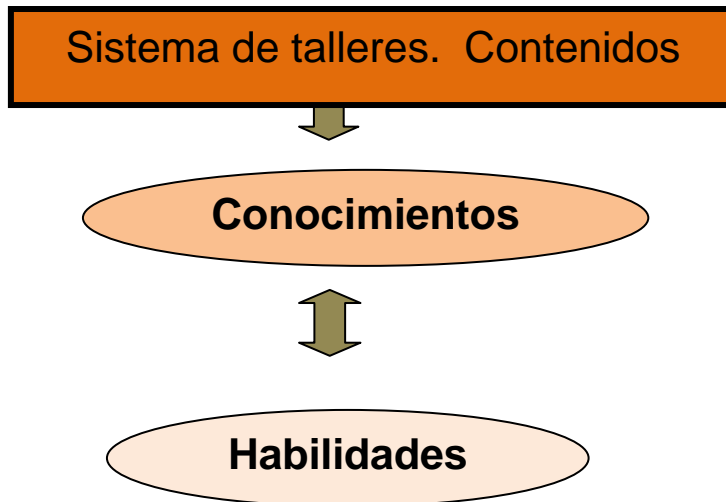 Sistema de talleres.  Contenidos
Conocimientos
Habilidades